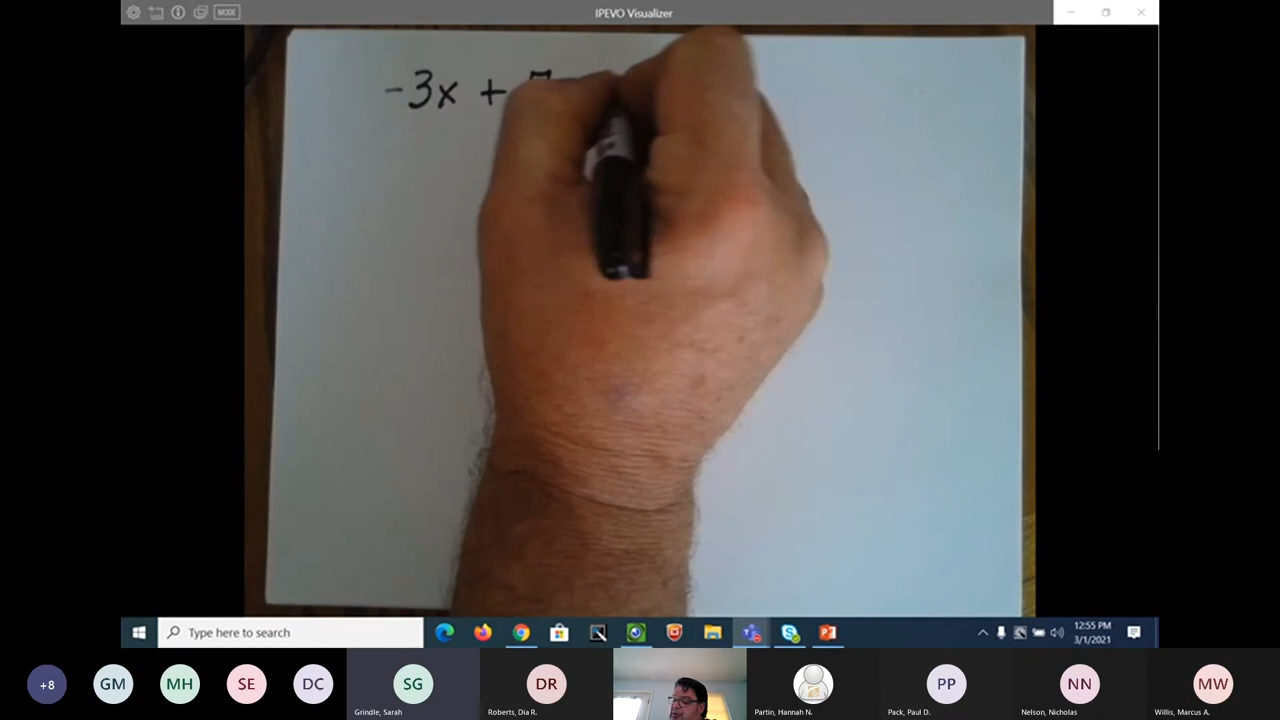 MODE
IPEVO Visualizer
-3x +
Type here to search
12:55 PM
3/1/2021
+8
GM
MH
SE
DC
SG
DR
PP
NN
MW
Grindle, Sarah
Roberts, Dia R.
Partin, Hannah N.
Pack, Paul D.
Nelson, Nicholas
Willis, Marcus A.